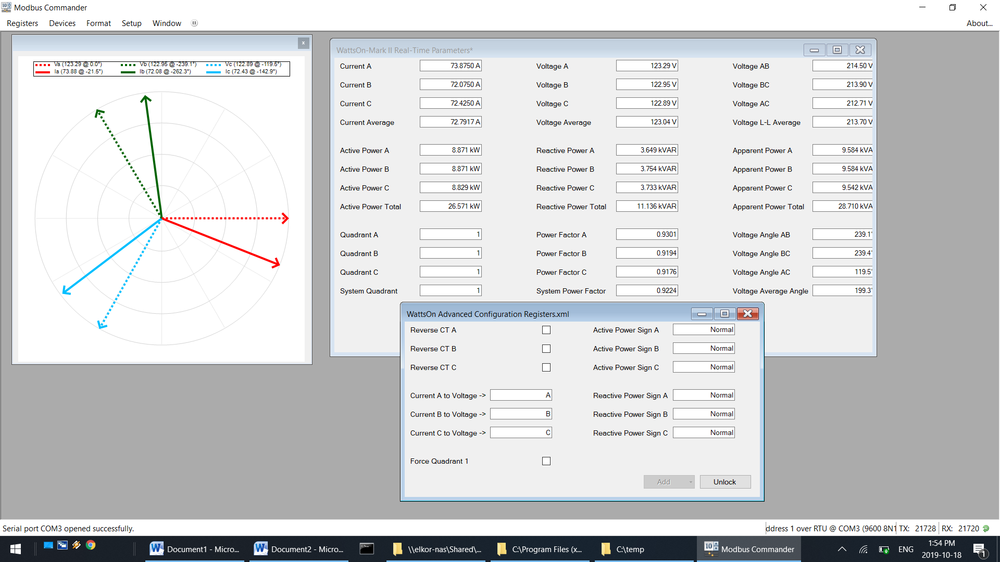 Modbus Commander
Registers Devices Format Setup Window About...
Va (123.29 @ 0.0°) Vb (122.95 @ -239.1°) Vc (122.89 @ -119.5°)
Ia (73.88 @ -21.5°) Ib (72.08 @ -262.3°) Ic (72.43 @ -142.9°)
WattsOn-Mark II Real-Time Parameters*
Current A 73.8750 A Voltage A 123.29 V Voltage AB 214.50 V
Current B 72.0750 A Voltage B 122.95 V Voltage BC 213.90 V
Current C 72.4250 A Voltage C 122.89 V Voltage AC 212.71 V
Current Average 72.7917 A Voltage Average 123.04 V Voltage L-L Average 213.70 V
Active Power A 8.871 kW Reactive Power A 3.649 kVAR Apparent Power A 9.584 kVA
Active Power B 8.871 kW Reactive Power B 3.754 kVAR Apparent Power B 9.584 kVA
Active Power C 8.829 kW Reactive Power C 3.733 kVAR Apparent Power C 9.542 kVA
Active Power Total 26.571 kW Reactive Power Total 11.136 kVAR Apparent Power Total 28.710 kVA
Quadrant A 1 Power Factor A 0.9301 Voltage Angle AB 239.1°
Quadrant B 1 Power Factor B 0.9194 Voltage Angle BC 239.4°
Quadrant C 1 Power Factor C 0.9176 Voltage Angle AC 119.5°
System Quadrant 1 System Power Factor 0.9224 Voltage Average Angle 199.3°
WattsOn Advanced Configuration Registers.xml
Reverse CT A Active Power Sign A Normal
Reverse CT B Active Power Sign B Normal
Reverse CT C Active Power Sign C Normal
Current A to Voltage -> A Reactive Power Sign A Normal
Current B to Voltage -> B Reactive Power Sign B Normal
Current C to Voltage -> C Reactive Power Sign C Normal
Force Quadrant 1
Add Unlock
Serial port COM3 opened successfully. ddress 1 over RTU @ COM3 (9600 8N1 TX: 21728 RX: 21720
Document1 - Micro... Document2 - Micro... \\elkor-nas\Shared\... C:\Program Files (x... C:\temp Modbus Commander ENG 1:54 PM
2019-10-18 1